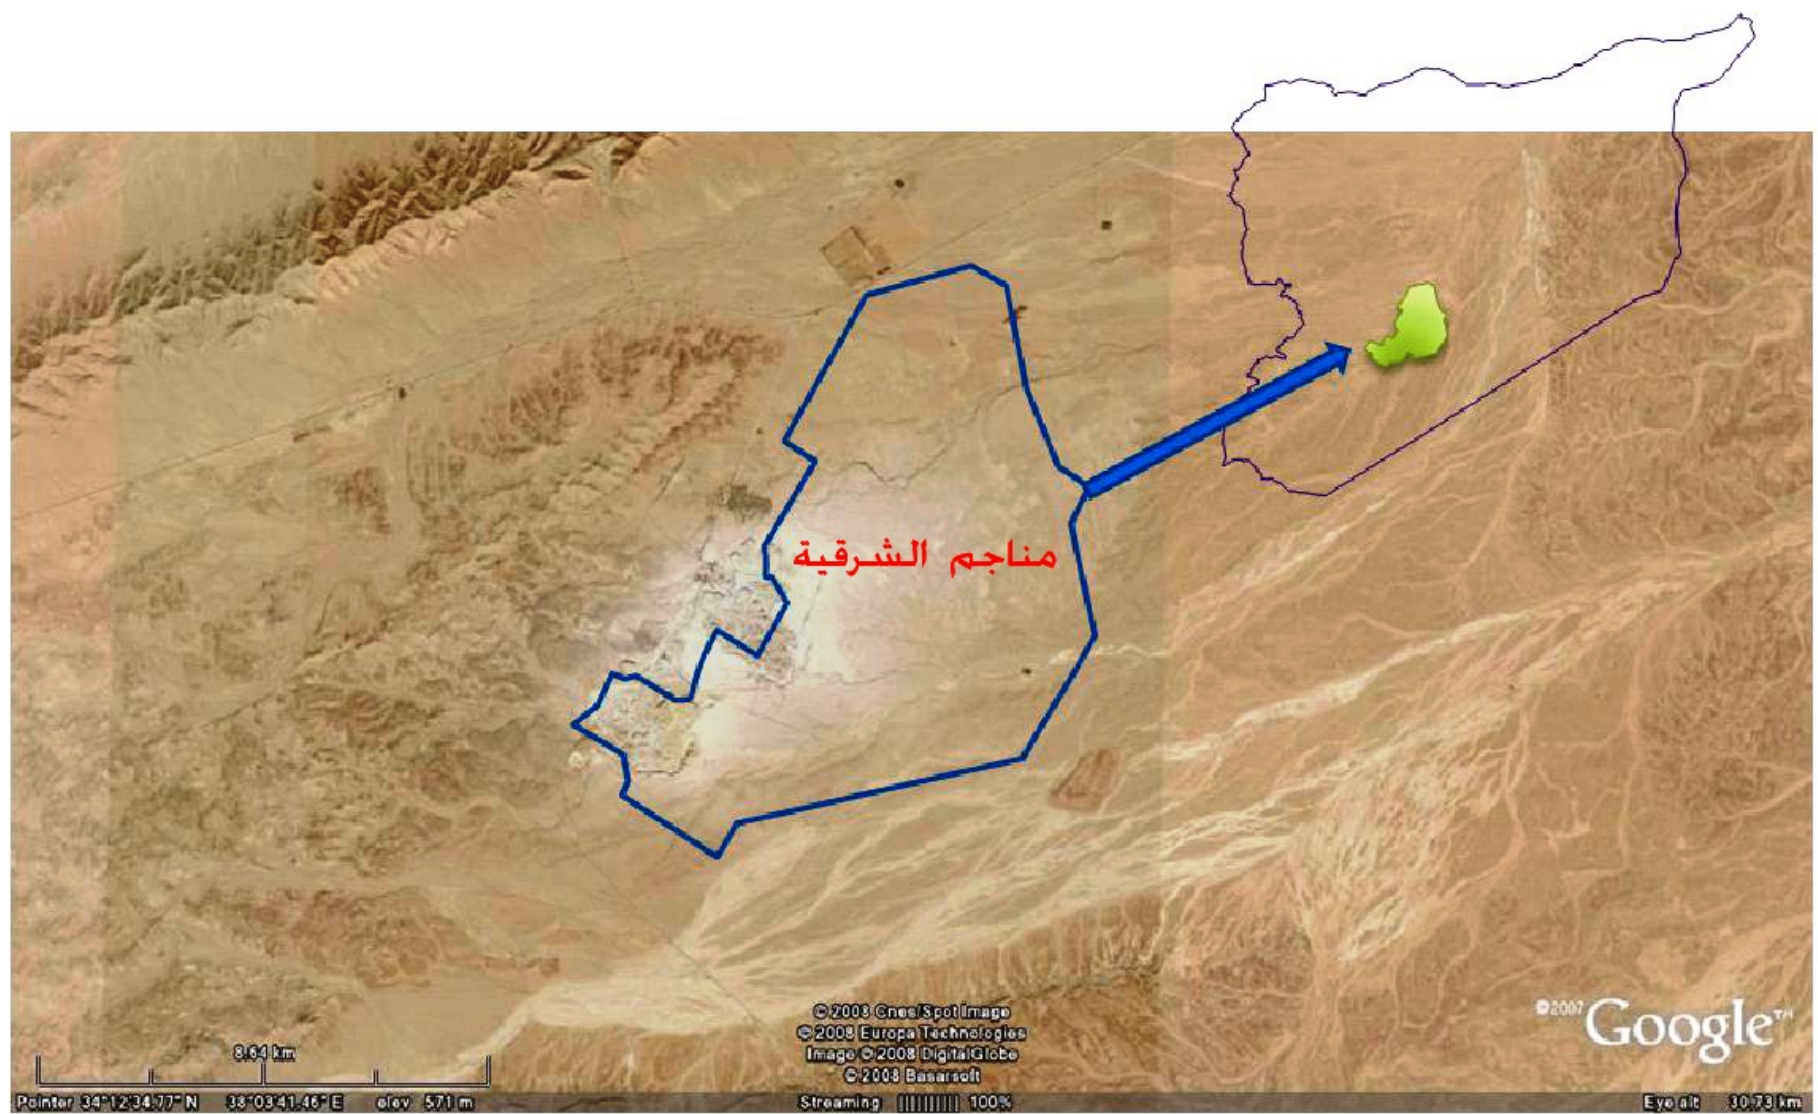 مناجم الشرقية
© 2008 Cnes/Spot Image
© 2008 Europa Technologies
Image © 2008 DigitalGlobe
© 2008 Basarsoft
©2007 Google™
8.64 km
Pointer 34°12'34.77" N 38°03'41.46" E elev 571 m Streaming |||||||||| 100% Eye alt 30.73 km